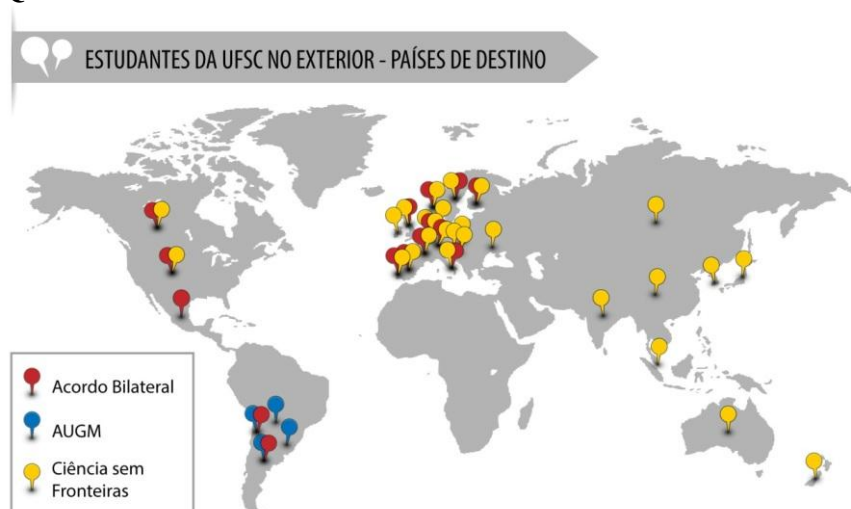 ESTUDANTES DA UFSC NO EXTERIOR - PAÍSES DE DESTINO
Acordo Bilateral
AUGM
Ciência sem
Fronteiras